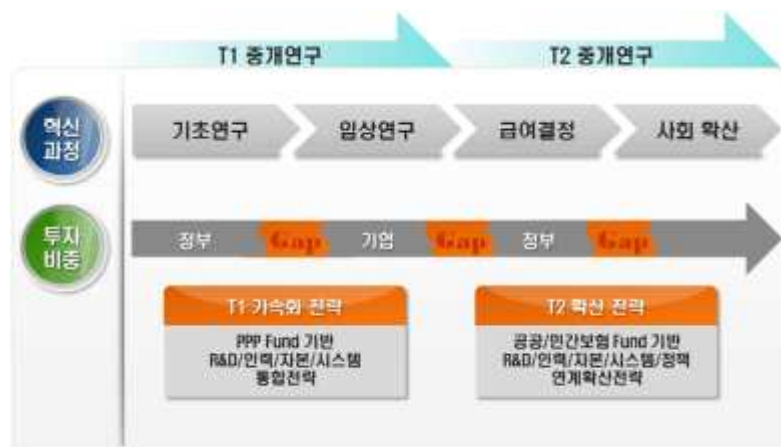 T1 중개연구
T2 중개연구
혁신
과정
기초연구
임상연구
급여결정
사회 확산
투자
비중
정부
Gap
기업
Gap
정부
Gap
T1 가속화 전략
PPP Fund 기반
R&D/인력/자본/시스템
통합전략
T2 확산 전략
공공/민간보험 Fund 기반
R&D/인력/자본/시스템/정책
연계확산전략